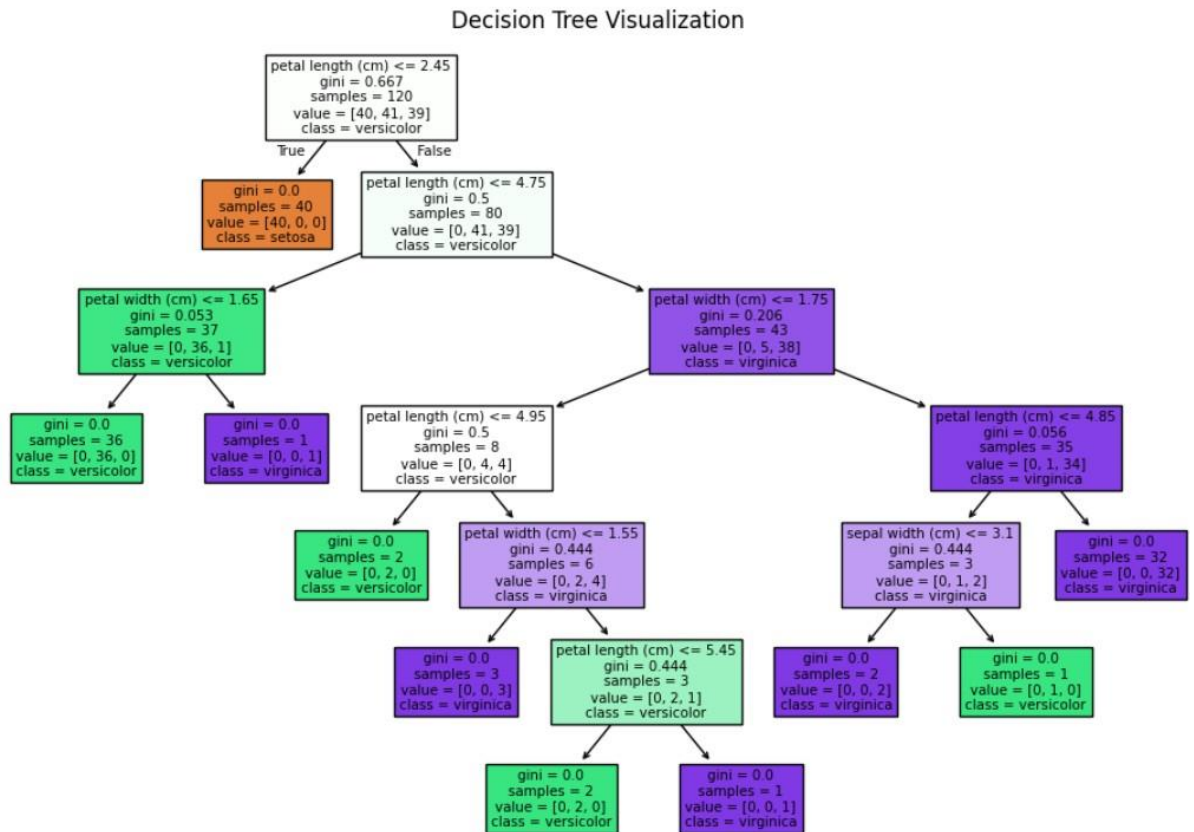 Decision Tree Visualization
petal length (cm) <= 2.45
gini = 0.667
samples = 120
value = [40, 41, 39]
class = versicolor
True
False
gini = 0.0
samples = 40
value = [40, 0, 0]
class = setosa
petal length (cm) <= 4.75
gini = 0.5
samples = 80
value = [0, 41, 39]
class = versicolor
petal width (cm) <= 1.65
gini = 0.053
samples = 37
value = [0, 36, 1]
class = versicolor
petal width (cm) <= 1.75
gini = 0.206
samples = 43
value = [0, 5, 38]
class = virginica
gini = 0.0
samples = 36
value = [0, 36, 0]
class = versicolor
gini = 0.0
samples = 1
value = [0, 0, 1]
class = virginica
petal length (cm) <= 4.95
gini = 0.5
samples = 8
value = [0, 4, 4]
class = versicolor
petal length (cm) <= 4.85
gini = 0.056
samples = 35
value = [0, 1, 34]
class = virginica
gini = 0.0
samples = 2
value = [0, 2, 0]
class = versicolor
petal width (cm) <= 1.55
gini = 0.444
samples = 6
value = [0, 2, 4]
class = virginica
sepal width (cm) <= 3.1
gini = 0.444
samples = 3
value = [0, 1, 2]
class = virginica
gini = 0.0
samples = 32
value = [0, 0, 32]
class = virginica
gini = 0.0
samples = 3
value = [0, 0, 3]
class = virginica
petal length (cm) <= 5.45
gini = 0.444
samples = 3
value = [0, 2, 1]
class = versicolor
gini = 0.0
samples = 2
value = [0, 0, 2]
class = virginica
gini = 0.0
samples = 1
value = [0, 1, 0]
class = versicolor
gini = 0.0
samples = 2
value = [0, 2, 0]
class = versicolor
gini = 0.0
samples = 1
value = [0, 0, 1]
class = virginica